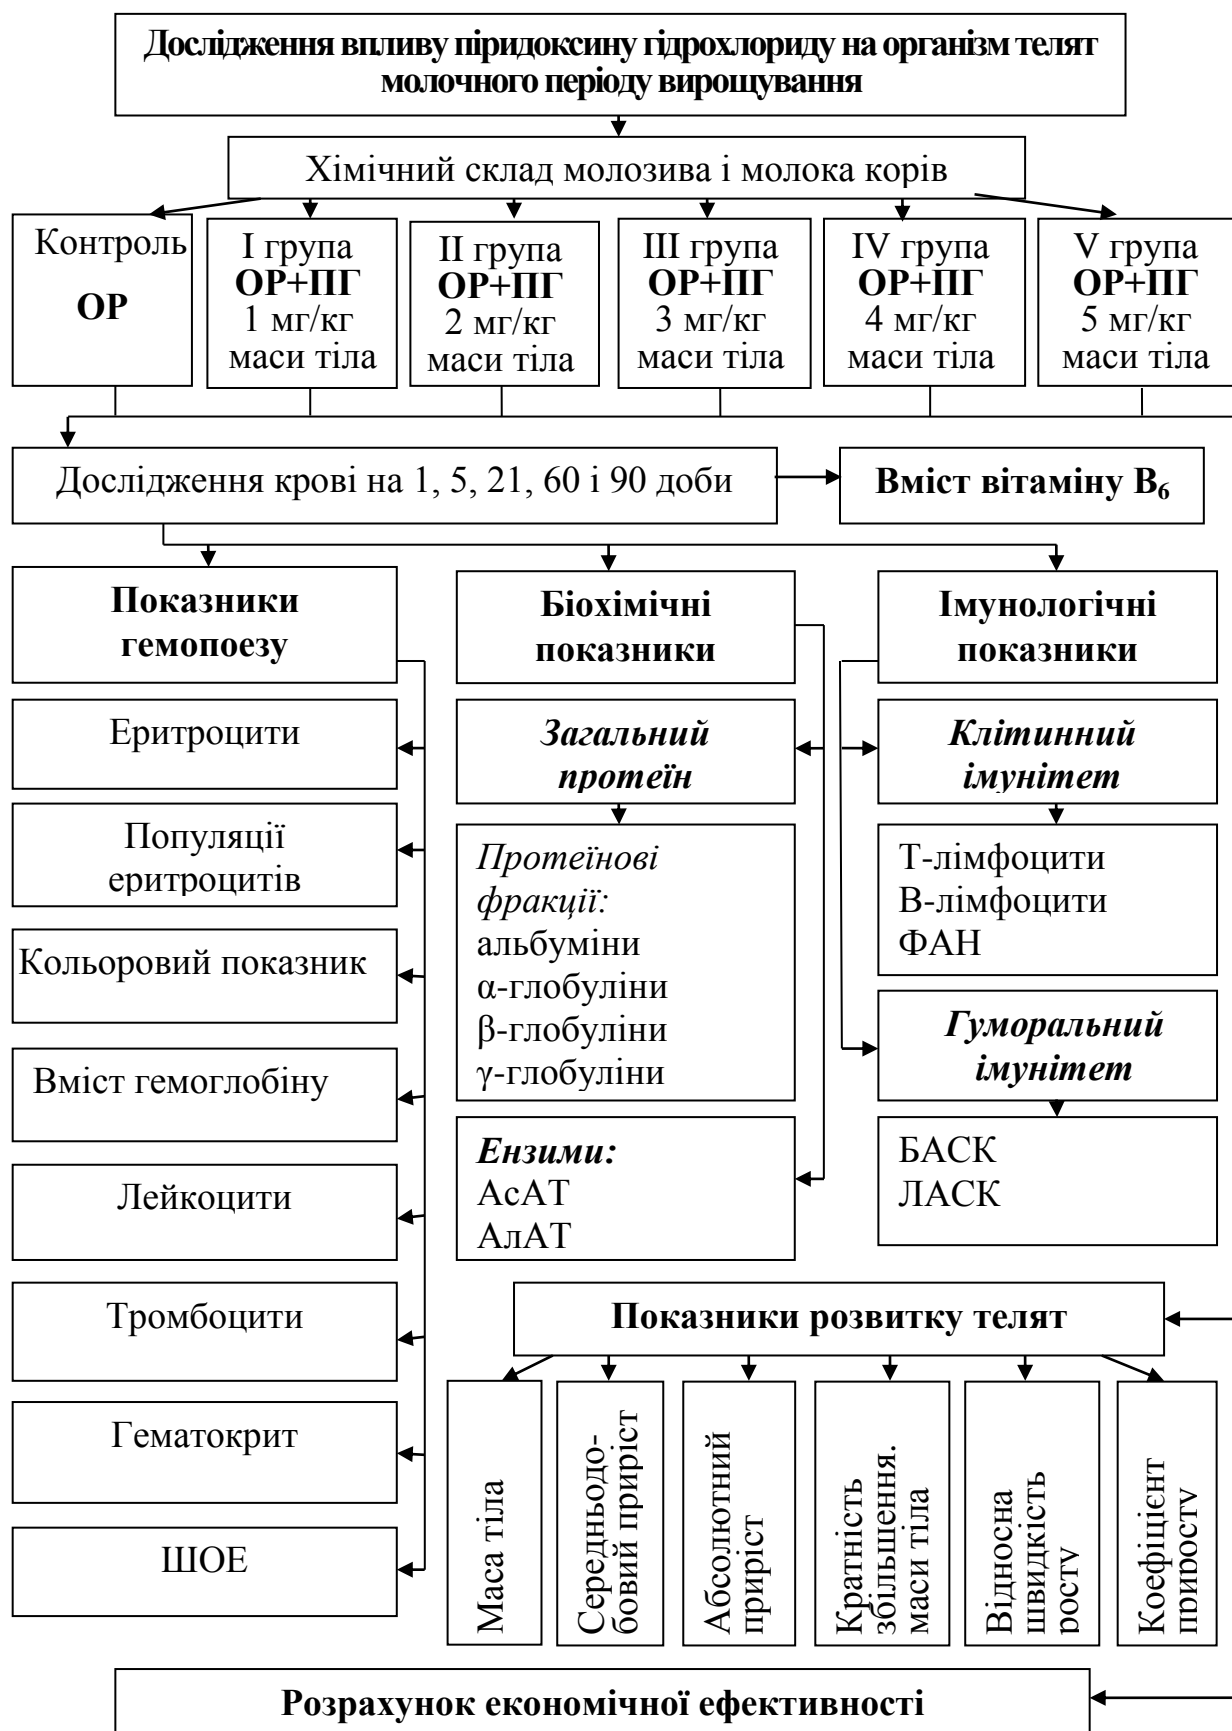 Дослідження впливу піридоксину гідрохлориду на організм телят
молочного періоду вирощування
Хімічний склад молозива і молока корів
Контроль
ОР
I група
ОР+ПГ
1 мг/кг
маси тіла
II група
ОР+ПГ
2 мг/кг
маси тіла
III група
ОР+ПГ
3 мг/кг
маси тіла
IV група
ОР+ПГ
4 мг/кг
маси тіла
V група
ОР+ПГ
5 мг/кг
маси тіла
Дослідження крові на 1, 5, 21, 60 і 90 доби
Вміст вітаміну В₆
Показники
гемопоезу
Еритроцити
Популяції
еритроцитів
Кольоровий показник
Вміст гемоглобіну
Лейкоцити
Тромбоцити
Гематокрит
ШОЕ
Біохімічні
показники
Загальний
протеїн
Протеїнові
фракції:
альбуміни
α-глобуліни
β-глобуліни
γ-глобуліни
Ензими:
АсАТ
АлАТ
Імунологічні
показники
Клітинний
імунітет
Т-лімфоцити
В-лімфоцити
ФАН
Гуморальний
імунітет
БАСК
ЛАСК
Показники розвитку телят
Маса тіла
Середньодо-
бовий приріст
Абсолютний
приріст
Кратність
збільшення.
маси тіла
Відносна
швидкість
росту
Коефіцієнт
приросту
Розрахунок економічної ефективності